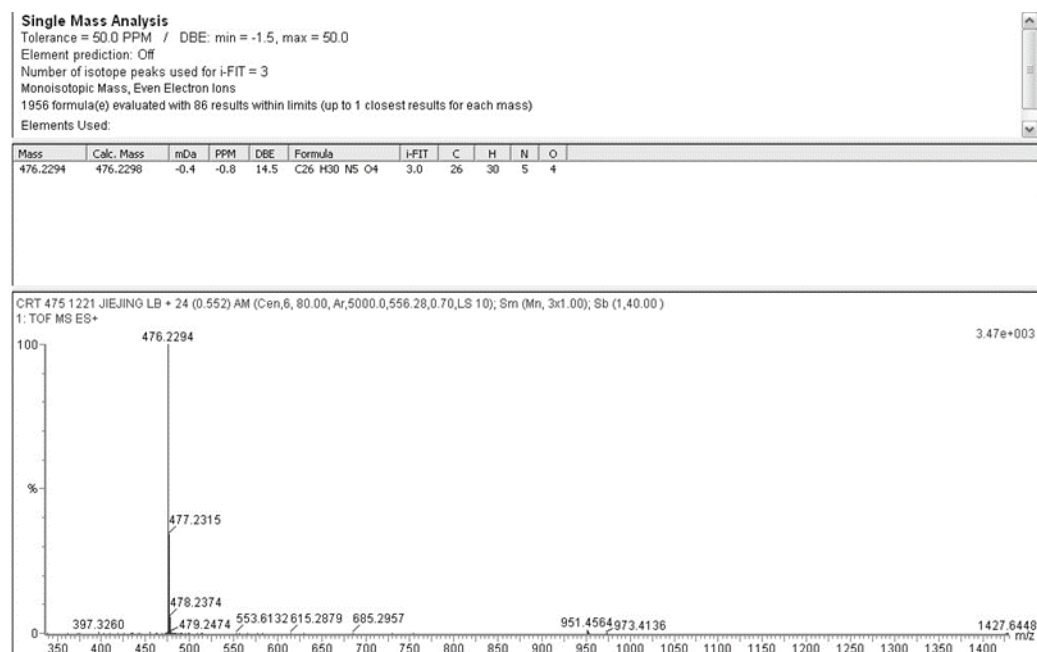 Single Mass Analysis
Tolerance = 50.0 PPM / DBE: min = -1.5, max = 50.0
Element prediction: Off
Number of isotope peaks used for i-FIT = 3
Monoisotopic Mass, Even Electron Ions
1956 formula(e) evaluated with 86 results within limits (up to 1 closest results for each mass)
Elements Used:
Mass Calc. Mass mDa PPM DBE Formula i-FIT C H N O
476.2294 476.2298 -0.4 -0.8 14.5 C26 H30 N5 O4 3.0 26 30 5 4
CRT 475 1221 JIEJING LB + 24 (0.552) AM (Cen,6, 80.00, Ar,5000.0,556.28,0.70,LS 10); Sm (Mn, 3x1.00); Sb (1,40.00 )
1: TOF MS ES+
3.47e+003
100
476.2294
%
477.2315
478.2374
479.2474
397.3260
553.6132
615.2879
685.2957
951.4564
973.4136
1427.6448
0
m/z
350 400 450 500 550 600 650 700 750 800 850 900 950 1000 1050 1100 1150 1200 1250 1300 1350 1400